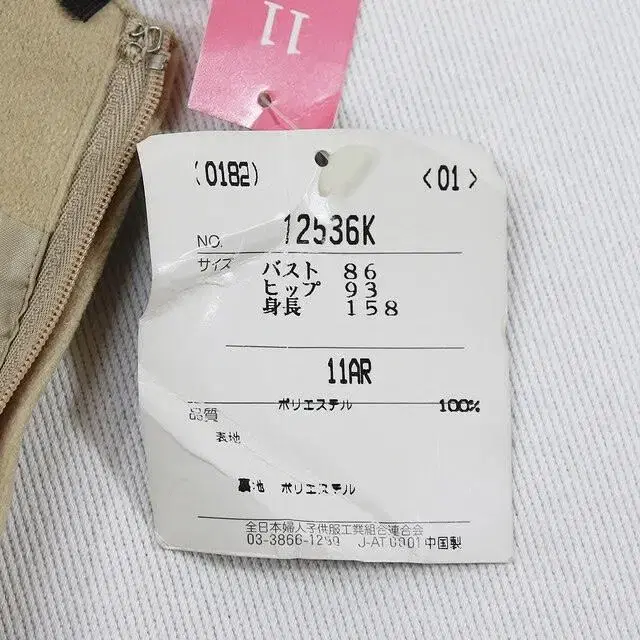 11
(0182) <01>
NO. 12536K
サイズ バスト 86
ヒップ 93
身長 158
11AR
ポリエステル 100%
品質
表地
裏地 ポリエステル
全日本婦人子供服工業組合連合会
03-3866-1289 J-AT0001 中国製